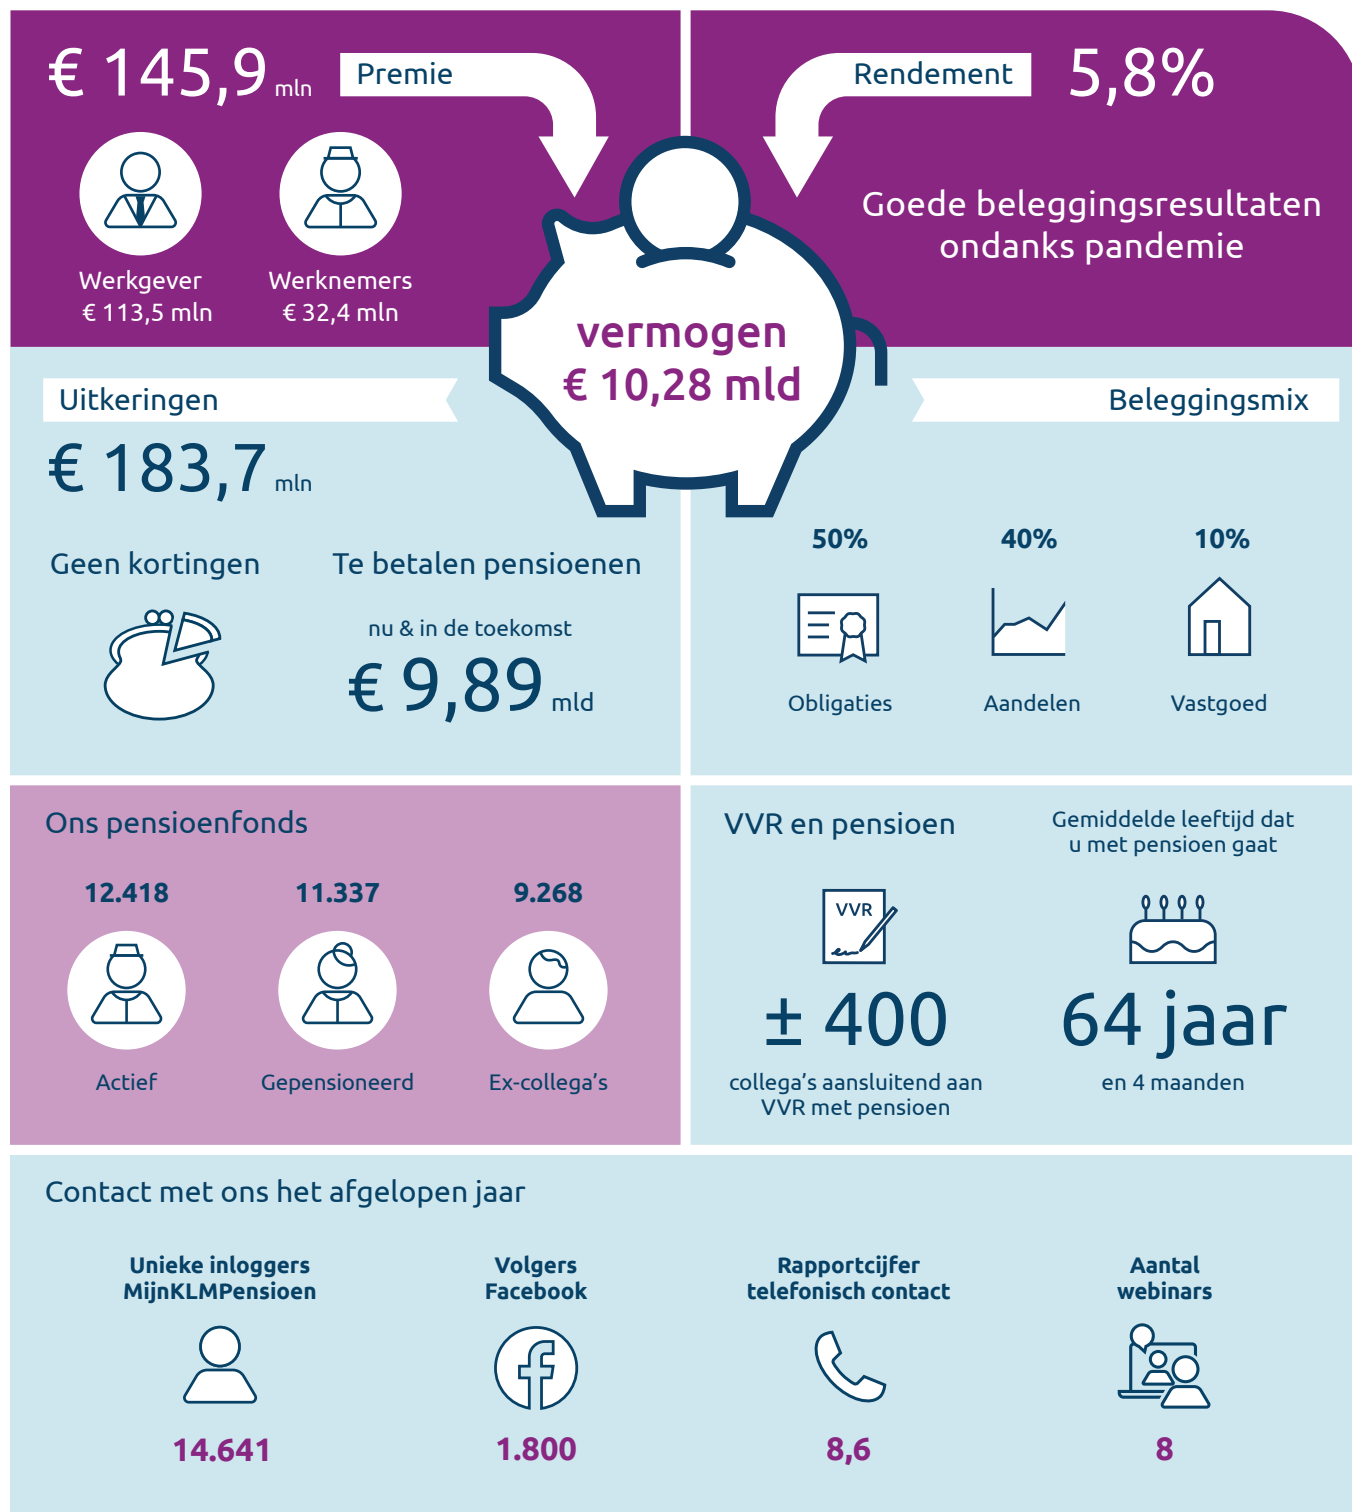 € 145,9 mln
Premie
Werkgever
€ 113,5 mln
Werknemers
€ 32,4 mln
Rendement
5,8%
Goede beleggingsresultaten
ondanks pandemie
vermogen
€ 10,28 mld
Uitkeringen
€ 183,7 mln
Geen kortingen
Te betalen pensioenen
nu & in de toekomst
€ 9,89 mld
Beleggingsmix
50%
Obligaties
40%
Aandelen
10%
Vastgoed
Ons pensioenfonds
12.418
Actief
11.337
Gepensioneerd
9.268
Ex-collega’s
VVR en pensioen
VVR
± 400
collega’s aansluitend aan
VVR met pensioen
Gemiddelde leeftijd dat
u met pensioen gaat
64 jaar
en 4 maanden
Contact met ons het afgelopen jaar
Unieke inloggers
MijnKLMPensioen
14.641
Volgers
Facebook
1.800
Rapportcijfer
telefonisch contact
8,6
Aantal
webinars
8